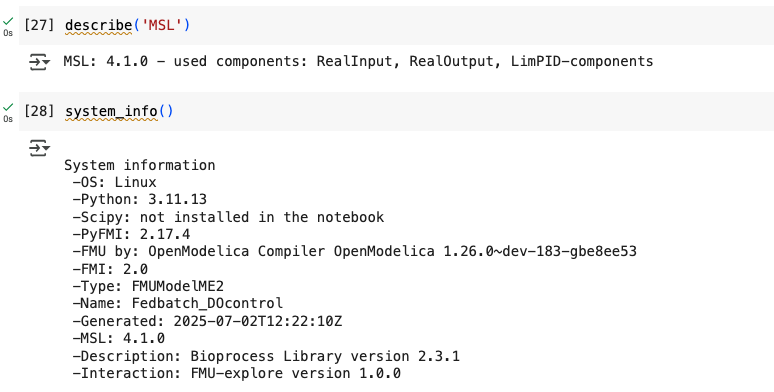 [27] describe('MSL')
0s
MSL: 4.1.0 - used components: RealInput, RealOutput, LimPID-components
[28] system_info()
0s
System information
-OS: Linux
-Python: 3.11.13
-Scipy: not installed in the notebook
-PyFMI: 2.17.4
-FMU by: OpenModelica Compiler OpenModelica 1.26.0~dev-183-gbe8ee53
-FMI: 2.0
-Type: FMUModelME2
-Name: Fedbatch_DOcontrol
-Generated: 2025-07-02T12:22:10Z
-MSL: 4.1.0
-Description: Bioprocess Library version 2.3.1
-Interaction: FMU-explore version 1.0.0